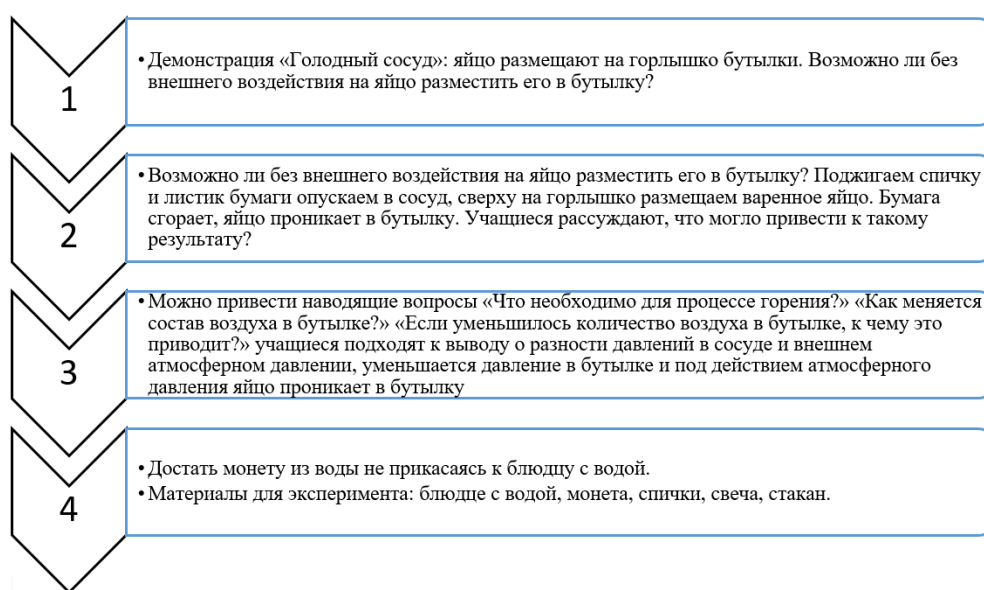 1
• Демонстрация «Голодный сосуд»: яйцо размещают на горлышко бутылки. Возможно ли без
внешнего воздействия на яйцо разместить его в бутылку?
2
• Возможно ли без внешнего воздействия на яйцо разместить его в бутылку? Поджигаем спичку
и листик бумаги опускаем в сосуд, сверху на горлышко размещаем варенное яйцо. Бумага
сгорает, яйцо проникает в бутылку. Учащиеся рассуждают, что могло привести к такому
результату?
3
• Можно привести наводящие вопросы «Что необходимо для процессе горения?» «Как меняется
состав воздуха в бутылке?» «Если уменьшилось количество воздуха в бутылке, к чему это
приводит?» учащиеся подходят к выводу о разности давлений в сосуде и внешнем
атмосферном давлении, уменьшается давление в бутылке и под действием атмосферного
давления яйцо проникает в бутылку
4
• Достать монету из воды не прикасаясь к блюдцу с водой.
• Материалы для эксперимента: блюдце с водой, монета, спички, свеча, стакан.